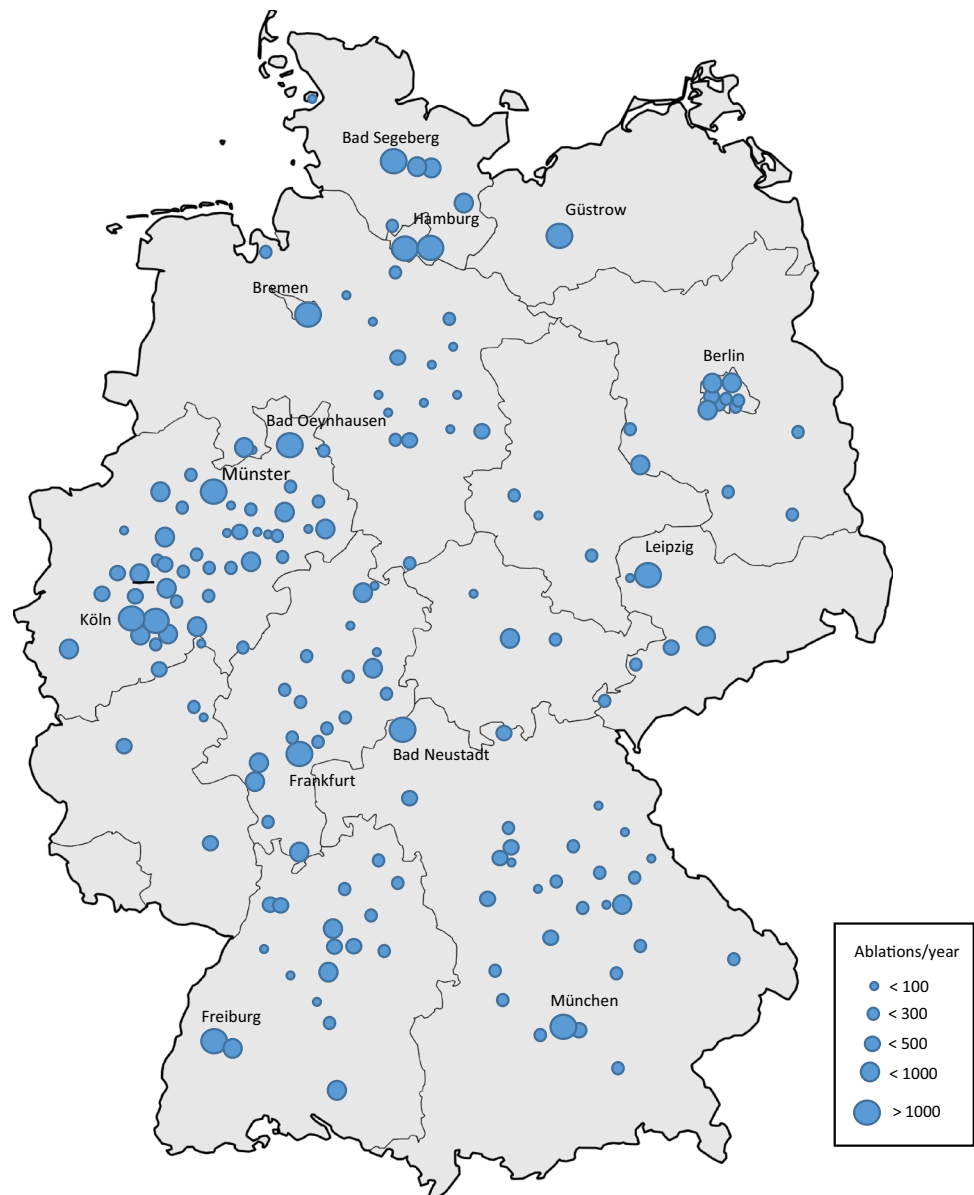 Bad Segeberg
Güstrow
Hamburg
Bremen
Berlin
Bad Oeynhausen
Münster
Leipzig
Köln
Bad Neustadt
Frankfurt
Freiburg
München
Ablations/year
< 100
< 300
< 500
< 1000
> 1000